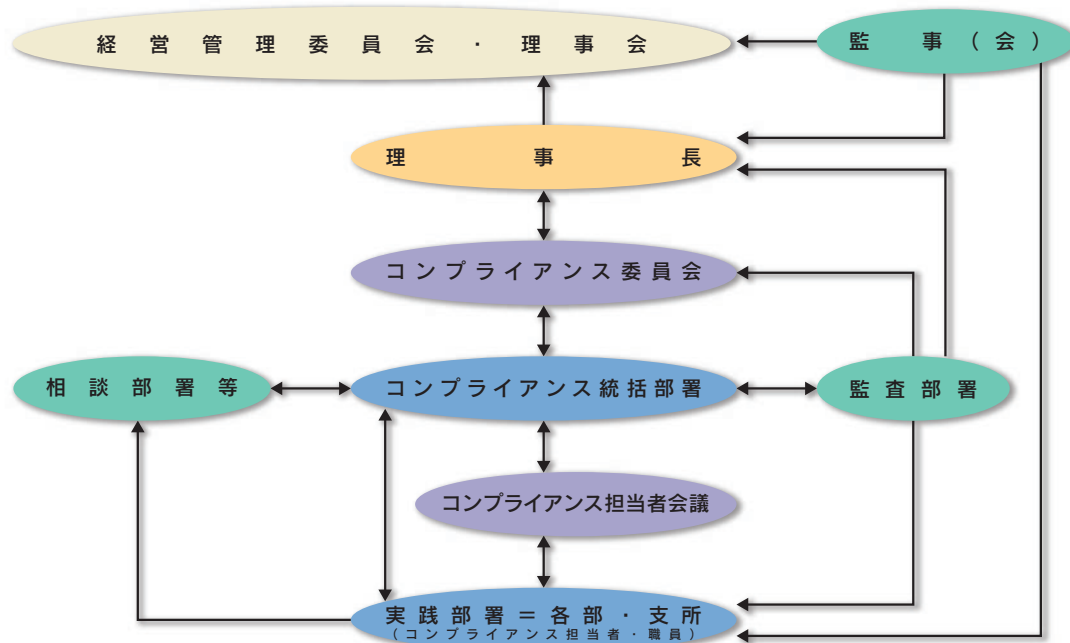 経営管理委員会・理事会
監事(会)
理事長
コンプライアンス委員会
相談部署等
コンプライアンス統括部署
監査部署
コンプライアンス担当者会議
実践部署=各部・支所
(コンプライアンス担当者・職員)